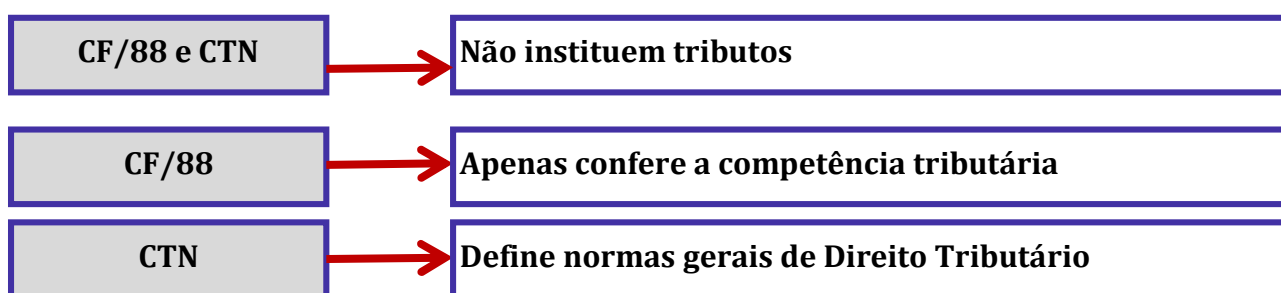 CF/88 e CTN
Não instituem tributos
CF/88
Apenas confere a competência tributária
CTN
Define normas gerais de Direito Tributário